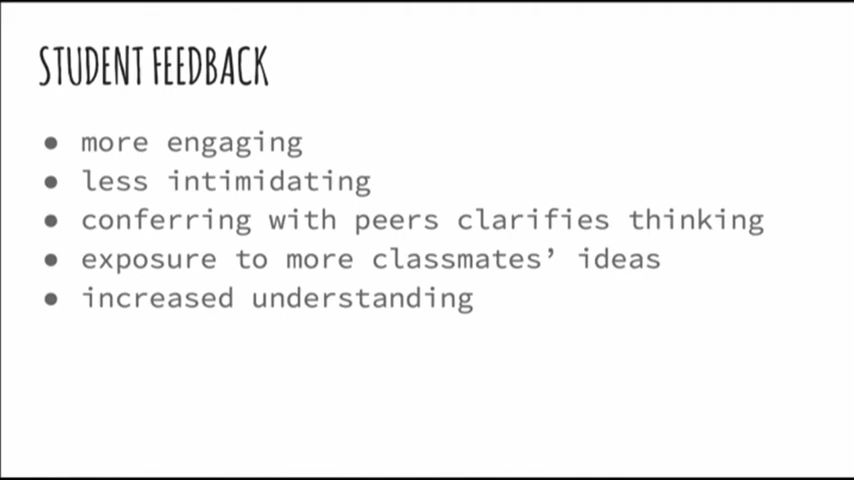 STUDENT FEEDBACK
● more engaging
● less intimidating
● conferring with peers clarifies thinking
● exposure to more classmates’ ideas
● increased understanding